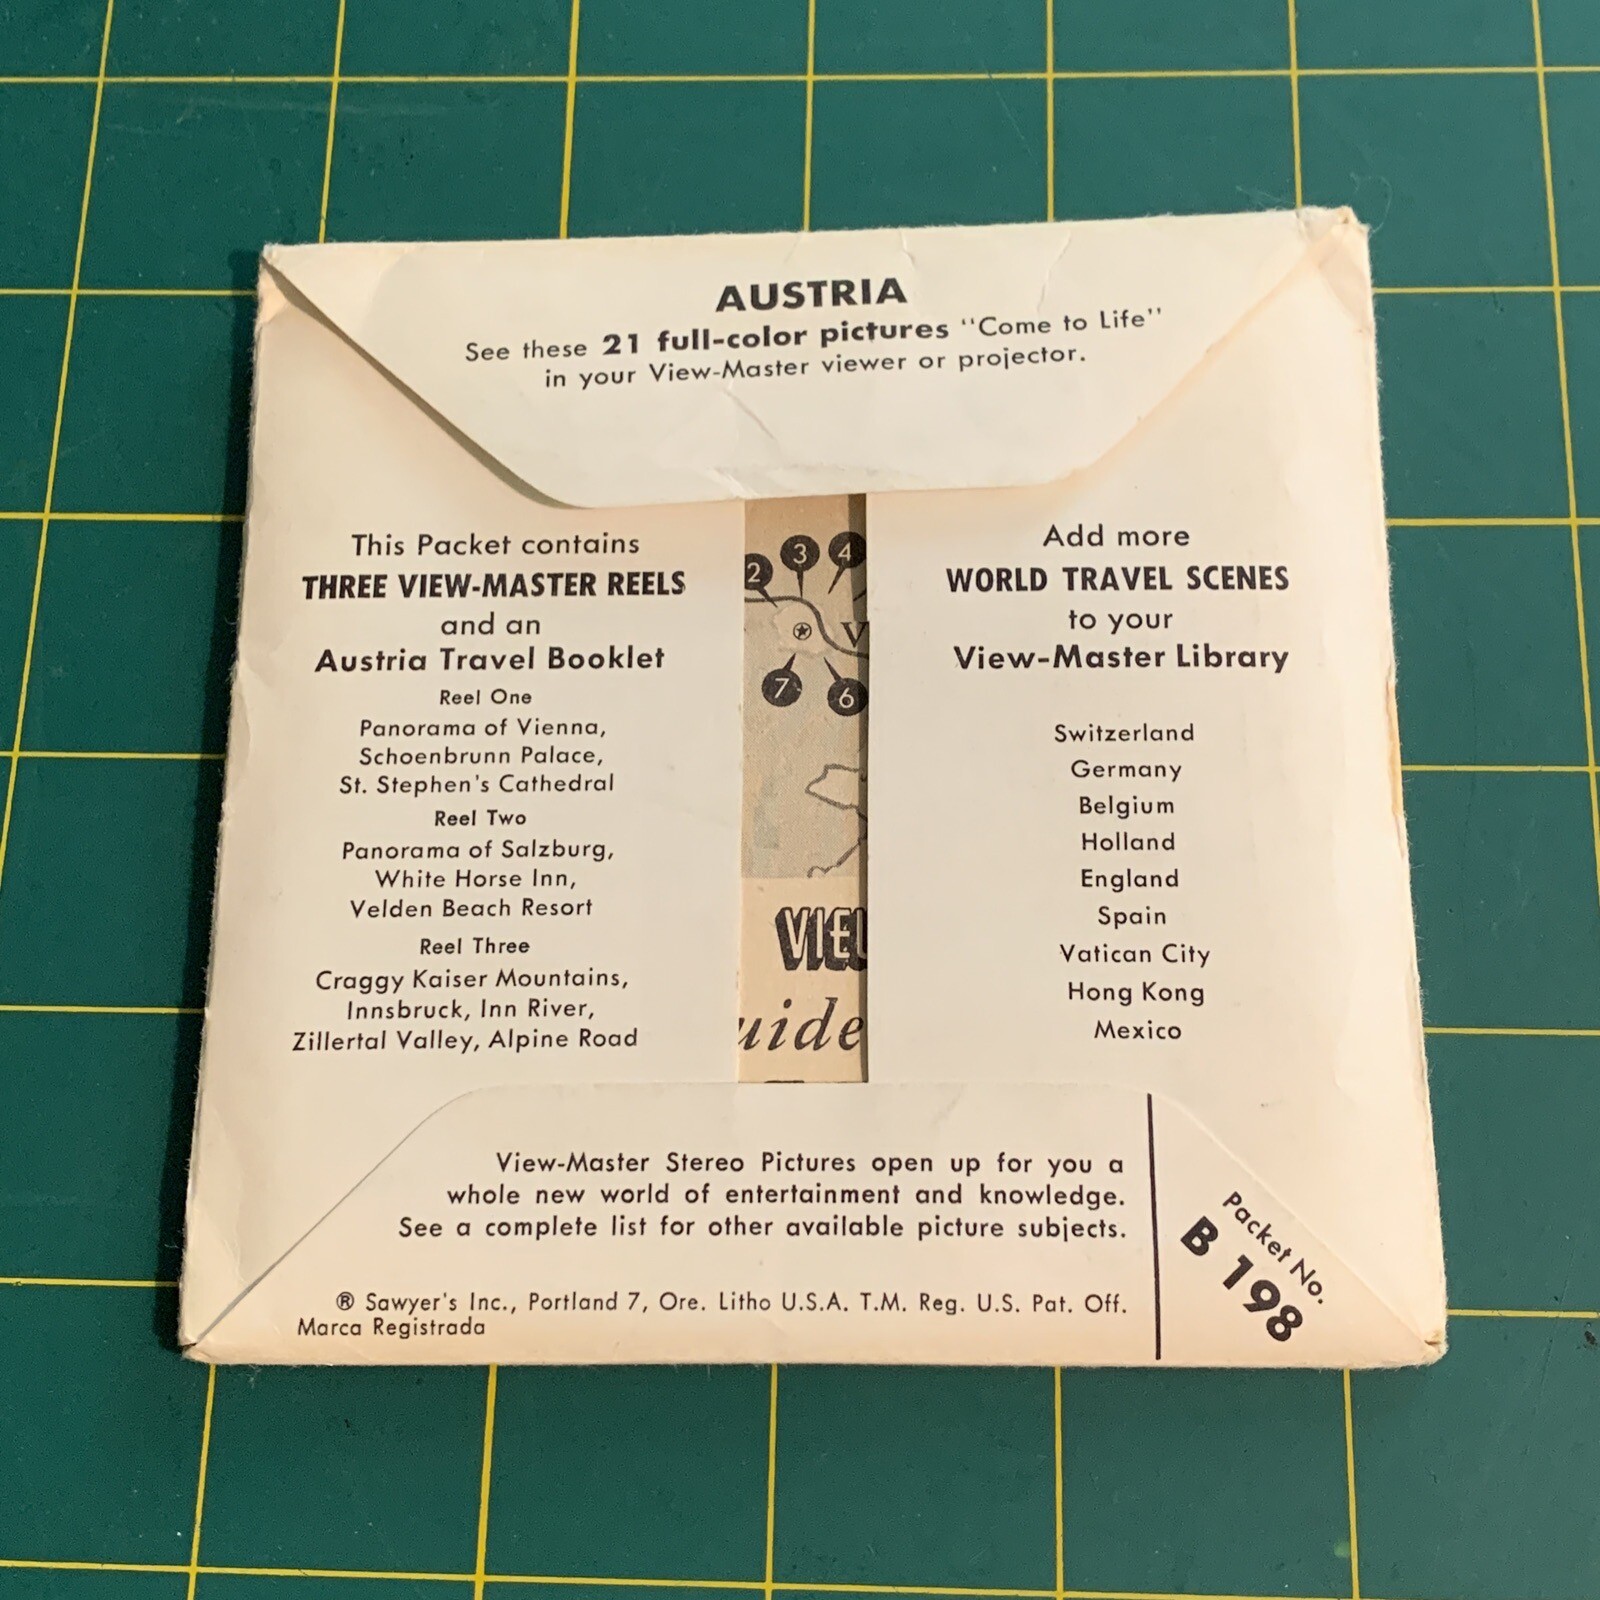 AUSTRIA
See these 21 full-color pictures "Come to Life"
in your View-Master viewer or projector.
This Packet contains
THREE VIEW-MASTER REELS
and an
Austria Travel Booklet
Reel One
Panorama of Vienna,
Schoenbrunn Palace,
St. Stephen's Cathedral
Reel Two
Panorama of Salzburg,
White Horse Inn,
Velden Beach Resort
Reel Three
Craggy Kaiser Mountains,
Innsbruck, Inn River,
Zillertal Valley, Alpine Road
2 3 4
V
7 6
VIE
uide
Add more
WORLD TRAVEL SCENES
to your
View-Master Library
Switzerland
Germany
Belgium
Holland
England
Spain
Vatican City
Hong Kong
Mexico
View-Master Stereo Pictures open up for you a
whole new world of entertainment and knowledge.
See a complete list for other available picture subjects.
® Sawyer's Inc., Portland 7, Ore. Litho U.S.A. T.M. Reg. U.S. Pat. Off.
Marca Registrada
Packet No.
B 198